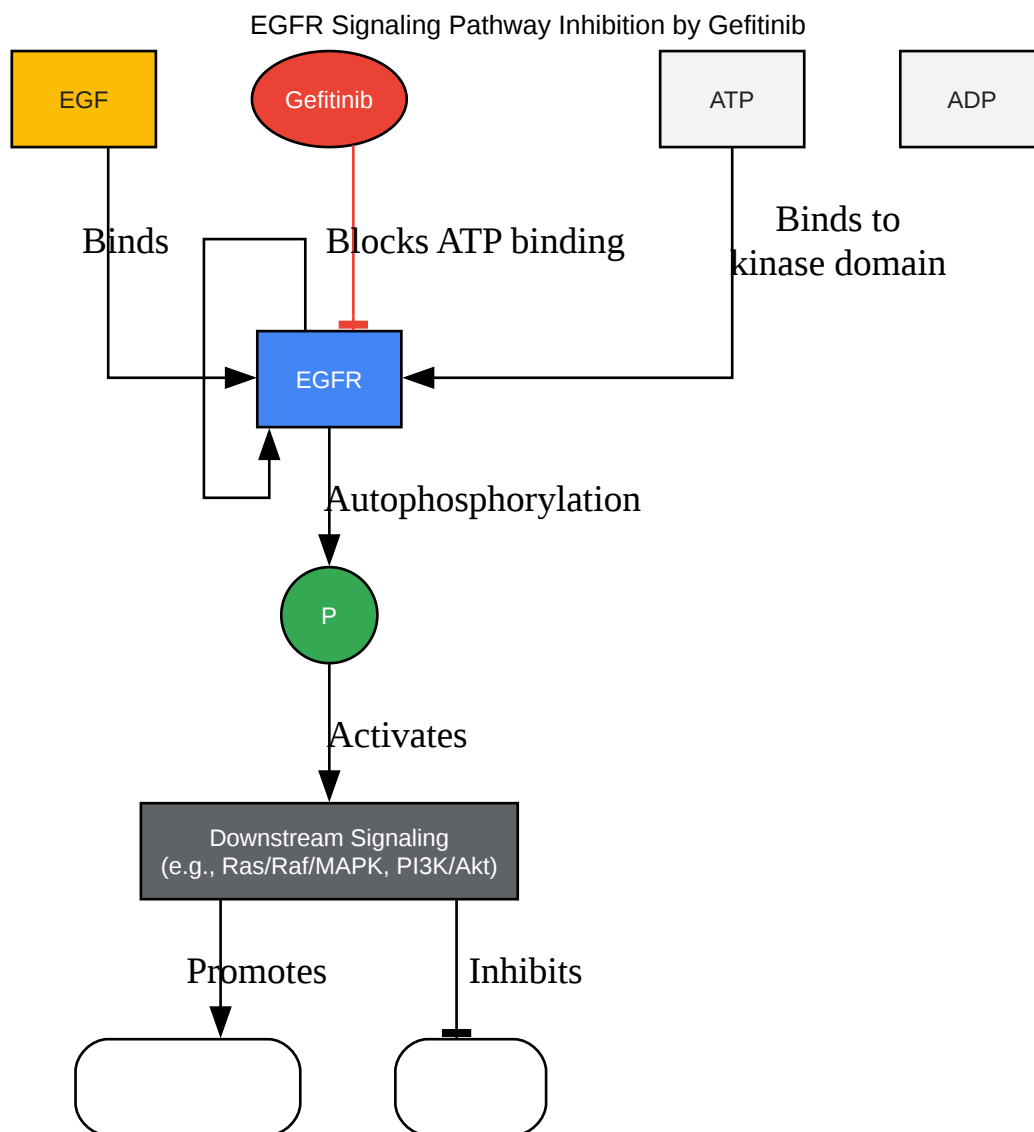 EGFR Signaling Pathway Inhibition by Gefitinib
EGF
Gefitinib
ATP
ADP
Binds
Blocks ATP binding
Binds to
kinase domain
EGFR
Autophosphorylation
P
Activates
Downstream Signaling
(e.g., Ras/Raf/MAPK, PI3K/Akt)
Promotes
Inhibits